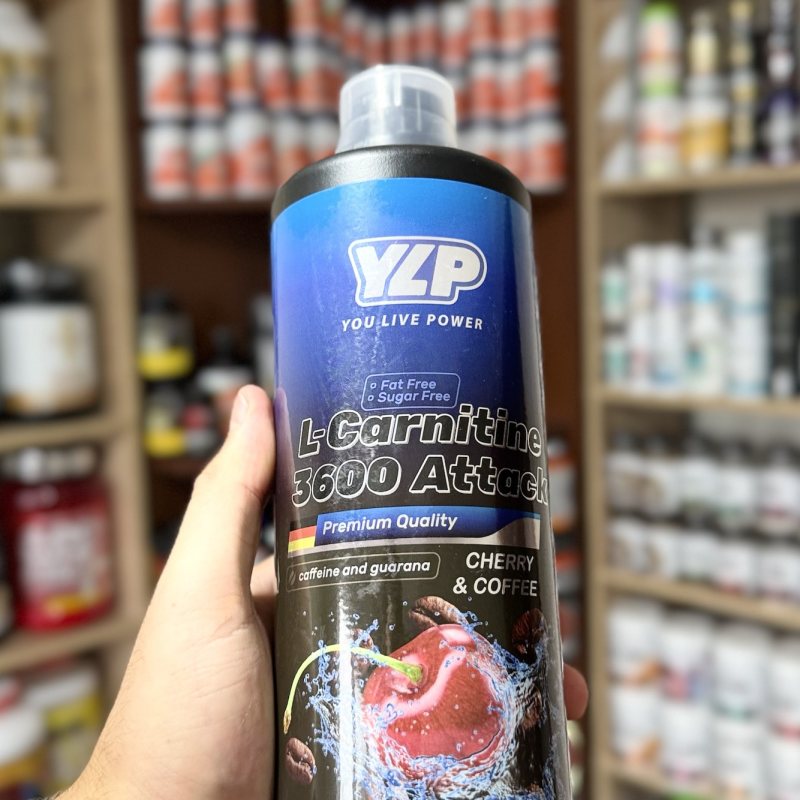 YLP
YOU LIVE POWER
Fat Free
Sugar Free
L-Carnitine
3600 Attack
Premium Quality
caffeine and guarana
CHERRY
& COFFEE